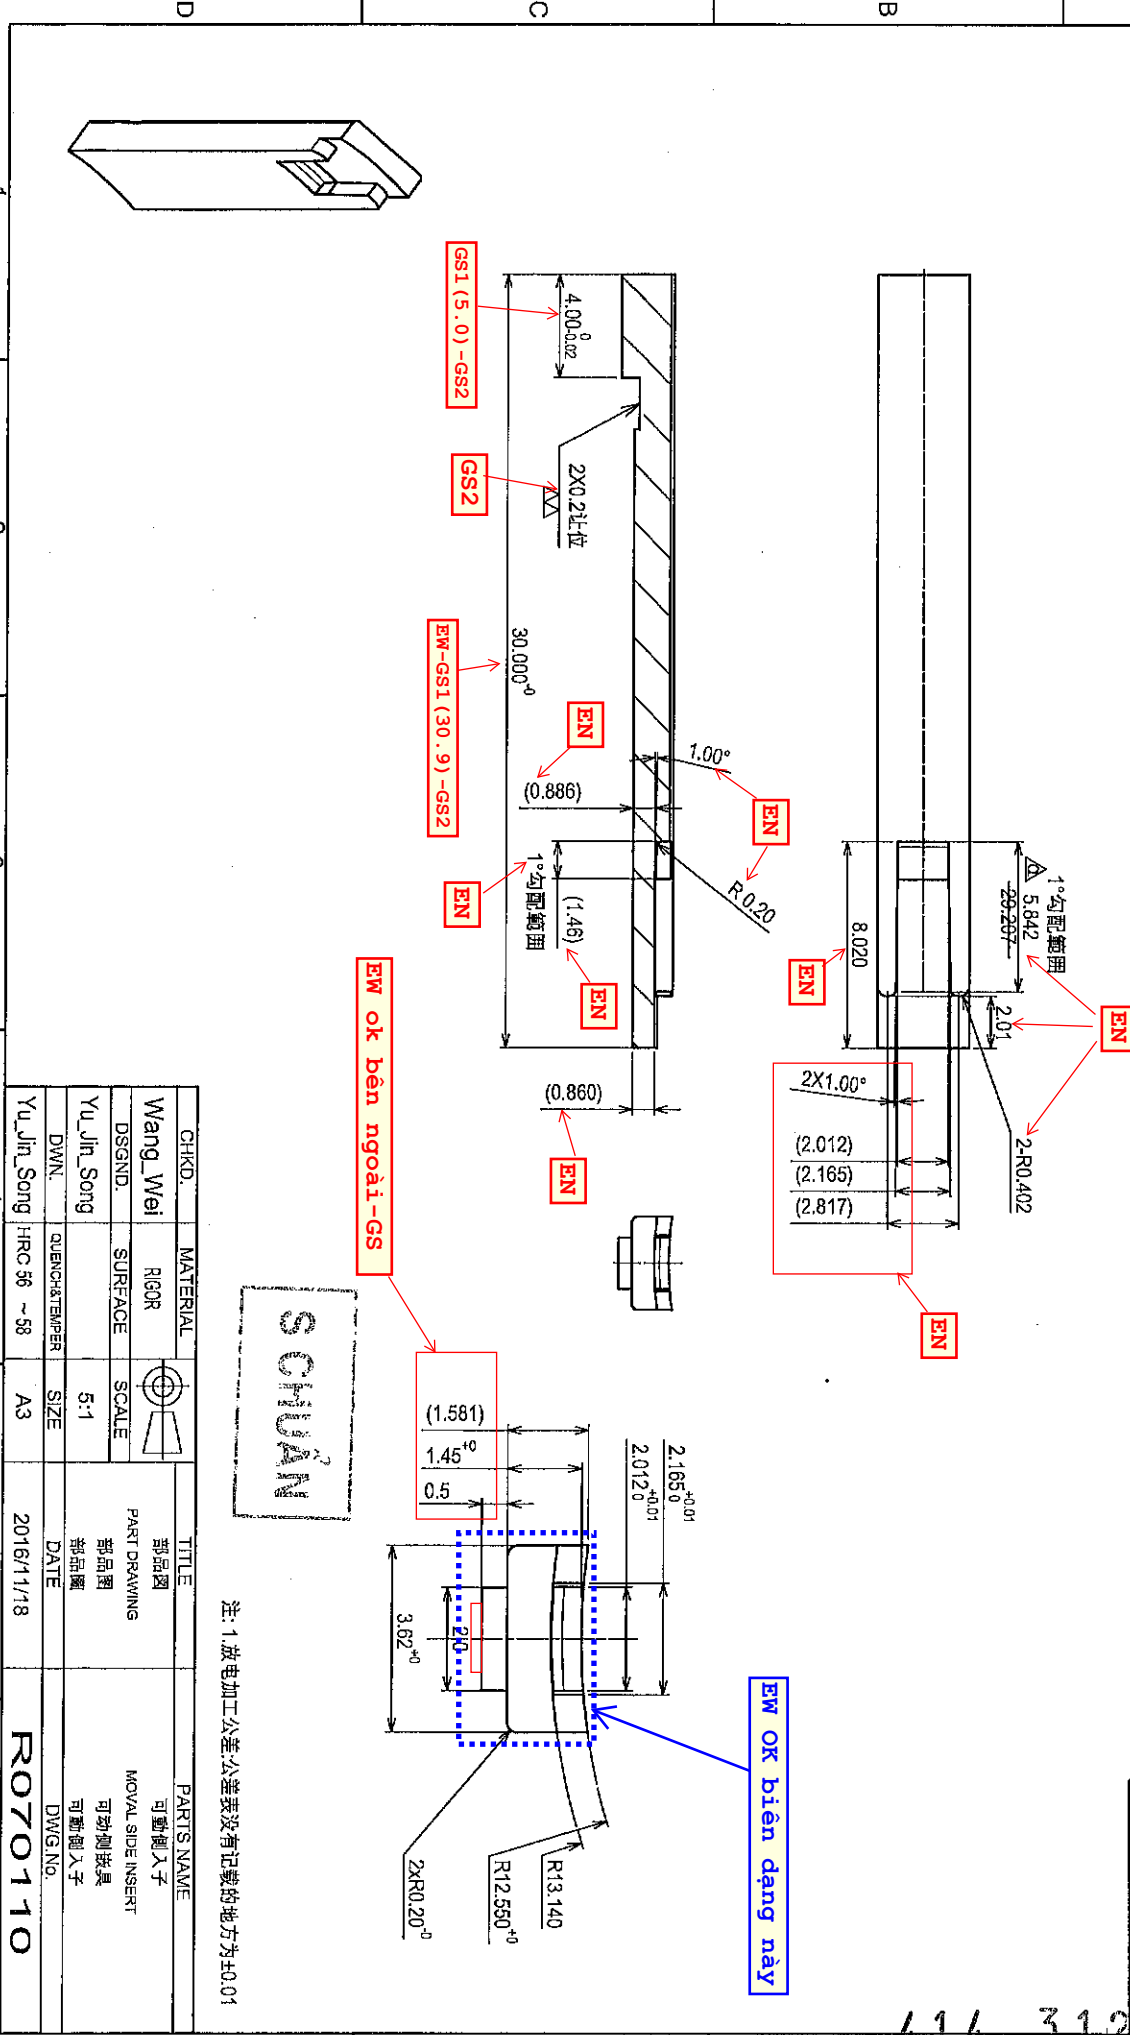 D
C
B
1°勾配範囲
5.842
29.207
8.020
2.01
2-R0.402
2X1.00°
(2.012)
(2.165)
(2.817)
EN
EN
EN
GS1(5.0)-GS2
4.00 0 -0.02
GS2
2X0.2让位
EW-GS1(30.9)-GS2
30.000 -0
EN
(0.886)
1.00°
EN
R 0.20
1°勾配範囲
(1.46)
EN
EN
(0.860)
EN
EW ok bên ngoài-GS
(1.581)
1.45 +0
0.5
2.165 +0.01 0
2.012 +0.01 0
3.62 +0
R13.140
R12.550 +0
2xR0.20 -0
EW OK biên dạng này
S CHUẨN
注: 1.放电加工公差:公差表没有记载的地方为±0.01
CHKD.
Wang_Wei
DSGND.
Yu_Jin_Song
DWN.
Yu_Jin_Song
MATERIAL
RIGOR
SURFACE
QUENCH&TEMPER
HRC 56 ~ 58
SCALE
5:1
SIZE
A3
TITLE
部品図
PART DRAWING
部品图
部品圖
DATE
2016/11/18
PARTS NAME
可動側入子
MOVAL SIDE INSERT
可动侧嵌具
可動側入子
DWG.No.
R070110